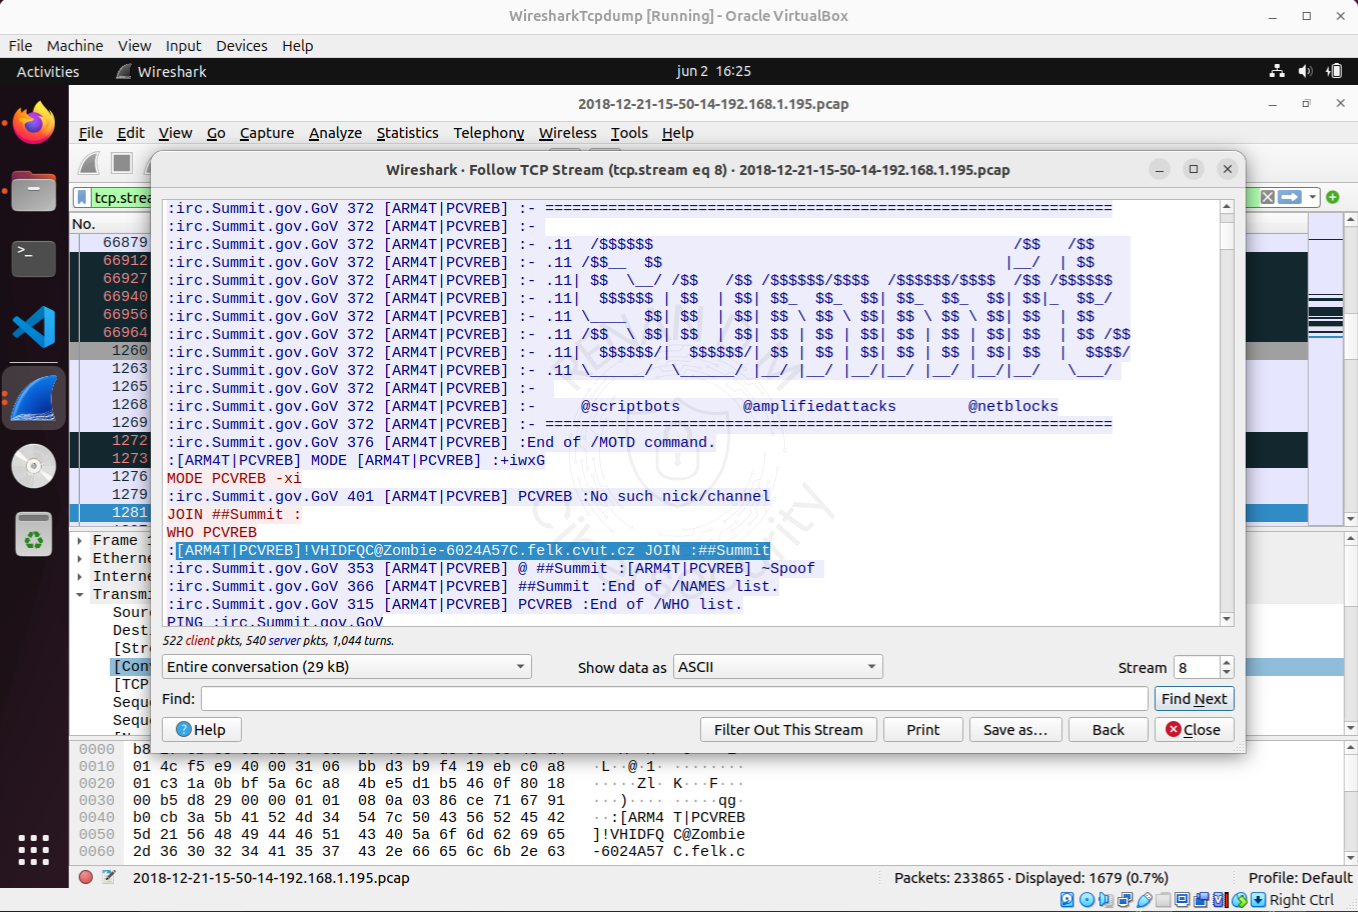 WiresharkTcpdump [Running] - Oracle VirtualBox
File Machine View Input Devices Help
Activities Wireshark jun 2 16:25
2018-12-21-15-50-14-192.168.1.195.pcap
File Edit View Go Capture Analyze Statistics Telephony Wireless Tools Help
Wireshark · Follow TCP Stream (tcp.stream eq 8) · 2018-12-21-15-50-14-192.168.1.195.pcap
tcp.strea
No.
66879
66912
66927
66940
66956
66964
1260
1263
1265
1268
1269
1272
1273
1276
1279
1281
:irc.Summit.gov.GoV 372 [ARM4T|PCVREB] :- ===============================================================
:irc.Summit.gov.GoV 372 [ARM4T|PCVREB] :-
:irc.Summit.gov.GoV 372 [ARM4T|PCVREB] :- .11  /$$$$$$                                        /$$   /$$
:irc.Summit.gov.GoV 372 [ARM4T|PCVREB] :- .11 /$$__  $$                                      |__/  | $$
:irc.Summit.gov.GoV 372 [ARM4T|PCVREB] :- .11| $$  \__/ /$$   /$$ /$$$$$$/$$$$  /$$$$$$/$$$$  /$$ /$$$$$$
:irc.Summit.gov.GoV 372 [ARM4T|PCVREB] :- .11|  $$$$$$ | $$  | $$| $$_  $$_  $$| $$_  $$_  $$| $$|_  $$_/
:irc.Summit.gov.GoV 372 [ARM4T|PCVREB] :- .11 \____  $$| $$  | $$| $$ \ $$ \ $$| $$ \ $$ \ $$| $$  | $$
:irc.Summit.gov.GoV 372 [ARM4T|PCVREB] :- .11 /$$  \ $$| $$  | $$| $$ | $$ | $$| $$ | $$ | $$| $$  | $$ /$$
:irc.Summit.gov.GoV 372 [ARM4T|PCVREB] :- .11|  $$$$$$/|  $$$$$$/| $$ | $$ | $$| $$ | $$ | $$| $$  |  $$$$/
:irc.Summit.gov.GoV 372 [ARM4T|PCVREB] :- .11 \______/  \______/ |__/ |__/ |__/|__/ |__/ |__/|__/   \___/
:irc.Summit.gov.GoV 372 [ARM4T|PCVREB] :-
:irc.Summit.gov.GoV 372 [ARM4T|PCVREB] :-     @scriptbots       @amplifiedattacks        @netblocks
:irc.Summit.gov.GoV 372 [ARM4T|PCVREB] :- ===============================================================
:irc.Summit.gov.GoV 376 [ARM4T|PCVREB] :End of /MOTD command.
:[ARM4T|PCVREB] MODE [ARM4T|PCVREB] :+iwxG
MODE PCVREB -xi
:irc.Summit.gov.GoV 401 [ARM4T|PCVREB] PCVREB :No such nick/channel
JOIN ##Summit :
WHO PCVREB
:[ARM4T|PCVREB]!VHIDFQC@Zombie-6024A57C.felk.cvut.cz JOIN :##Summit
:irc.Summit.gov.GoV 353 [ARM4T|PCVREB] @ ##Summit :[ARM4T|PCVREB] ~Spoof
:irc.Summit.gov.GoV 366 [ARM4T|PCVREB] ##Summit :End of /NAMES list.
:irc.Summit.gov.GoV 315 [ARM4T|PCVREB] PCVREB :End of /WHO list.
PING :irc.Summit.gov.GoV
522 client pkts, 540 server pkts, 1,044 turns.
Entire conversation (29 kB) Show data as ASCII Stream 8
Find: Find Next
Help Filter Out This Stream Print Save as… Back Close
Frame 1
Etherne
Interne
Transmi
Sour
Dest
[Str
[Con
[TCP
Sequ
Sequ
0000
0010 01 4c f5 e9 40 00 31 06 bb d3 b9 f4 19 eb c0 a8 ·L··@·1· ········
0020 01 c3 1a 0b bf 5a 6c a8 4b e5 d1 b5 46 0f 80 18 ·····Zl· K···F···
0030 00 b5 d8 29 00 00 01 01 08 0a 03 86 ce 71 67 91 ···)···· ·····qg·
0040 b0 cb 3a 5b 41 52 4d 34 54 7c 50 43 56 52 45 42 ··:[ARM4 T|PCVREB
0050 5d 21 56 48 49 44 46 51 43 40 5a 6f 6d 62 69 65 ]!VHIDFQ C@Zombie
0060 2d 36 30 32 34 41 35 37 43 2e 66 65 6c 6b 2e 63 -6024A57 C.felk.c
2018-12-21-15-50-14-192.168.1.195.pcap Packets: 233865 · Displayed: 1679 (0.7%) Profile: Default
Right Ctrl